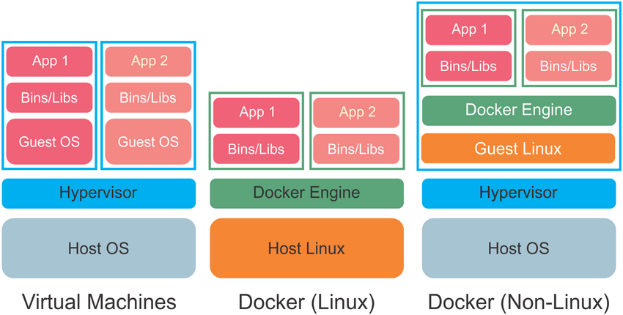 App 1
App 2
Bins/Libs
Bins/Libs
Guest OS
Guest OS
Hypervisor
Host OS
Virtual Machines
App 1
App 2
Bins/Libs
Bins/Libs
Docker Engine
Host Linux
Docker (Linux)
App 1
App 2
Bins/Libs
Bins/Libs
Docker Engine
Guest Linux
Hypervisor
Host OS
Docker (Non-Linux)